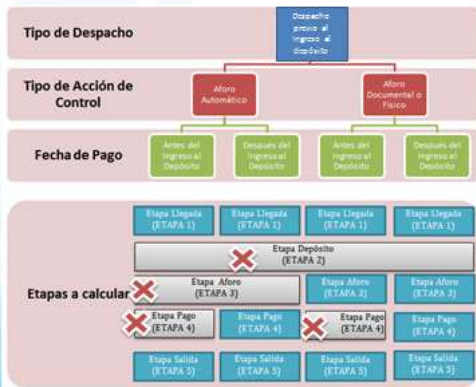 Tipo de Despacho
Despacho
previo al
ingreso al
depósito
Tipo de Acción de
Control
Aforo
Automático
Aforo
Documental o
Físico
Fecha de Pago
Antes del
Ingreso al
Depósito
Después del
Ingreso al
Depósito
Antes del
Ingreso al
Depósito
Después del
Ingreso al
Depósito
Etapas a calcular
Etapa Llegada
(ETAPA 1)
Etapa Llegada
(ETAPA 1)
Etapa Llegada
(ETAPA 1)
Etapa Llegada
(ETAPA 1)
Etapa Depósito
(ETAPA 2)
Etapa Aforo
(ETAPA 3)
Etapa Aforo
(ETAPA 3)
Etapa Aforo
(ETAPA 3)
Etapa Pago
(ETAPA 4)
Etapa Pago
(ETAPA 4)
Etapa Pago
(ETAPA 4)
Etapa Pago
(ETAPA 4)
Etapa Salida
(ETAPA 5)
Etapa Salida
(ETAPA 5)
Etapa Salida
(ETAPA 5)
Etapa Salida
(ETAPA 5)